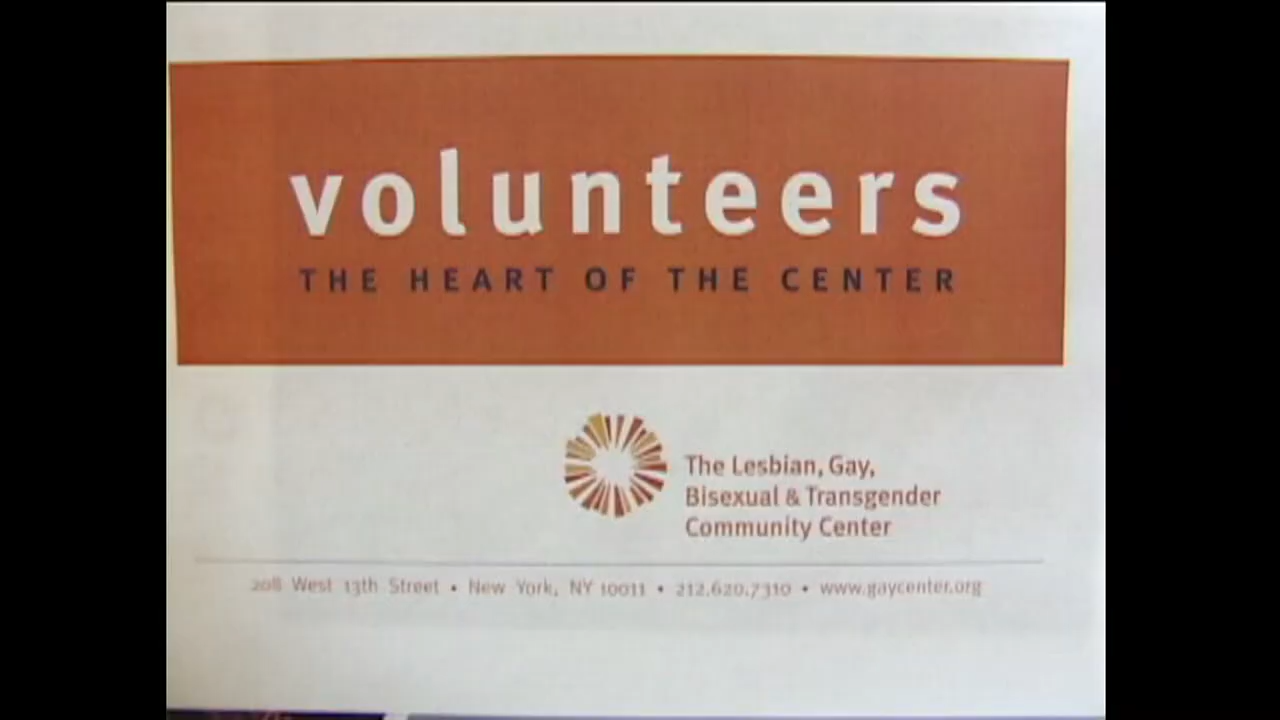 volunteers
THE HEART OF THE CENTER
The Lesbian, Gay,
Bisexual & Transgender
Community Center
208 West 13th Street • New York, NY 10011 • 212.620.7310 • www.gaycenter.org